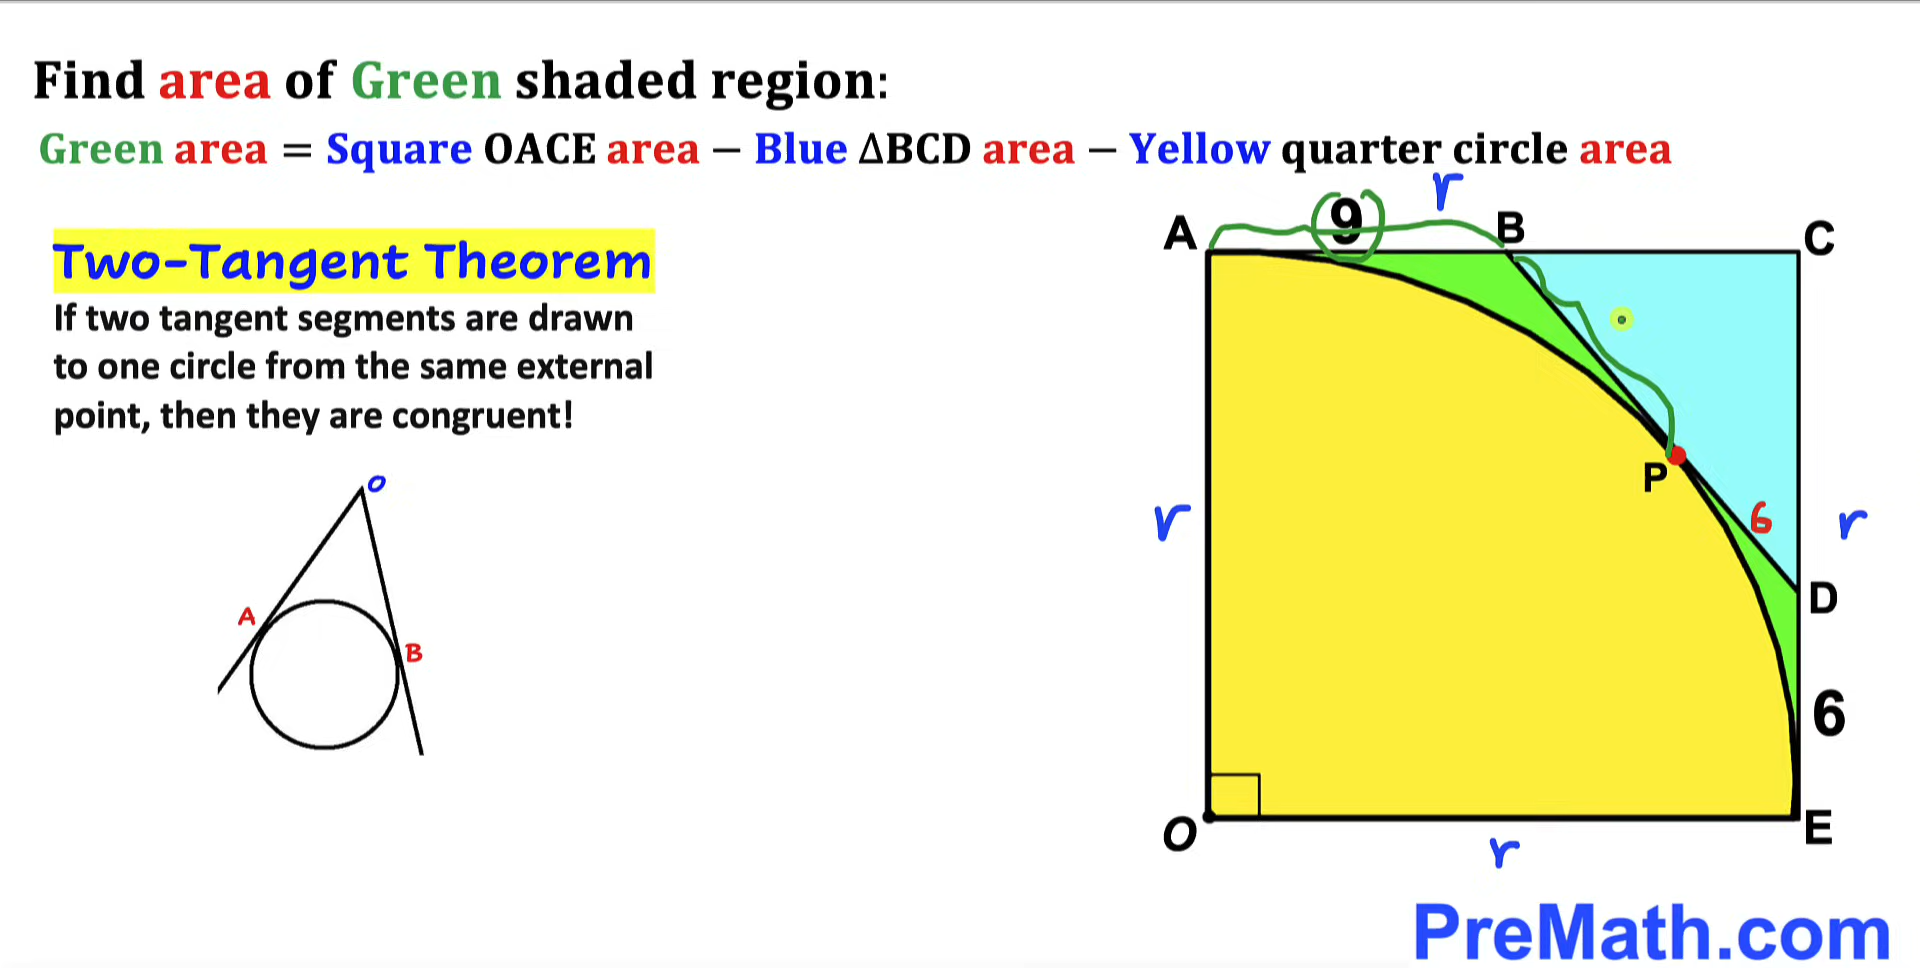 Find area of Green shaded region:
Green area = Square OACE area − Blue ΔBCD area − Yellow quarter circle area
Two-Tangent Theorem
If two tangent segments are drawn
to one circle from the same external
point, then they are congruent!
O
A
B
r
A
9
B
C
P
6
r
r
D
6
O
E
r
PreMath.com